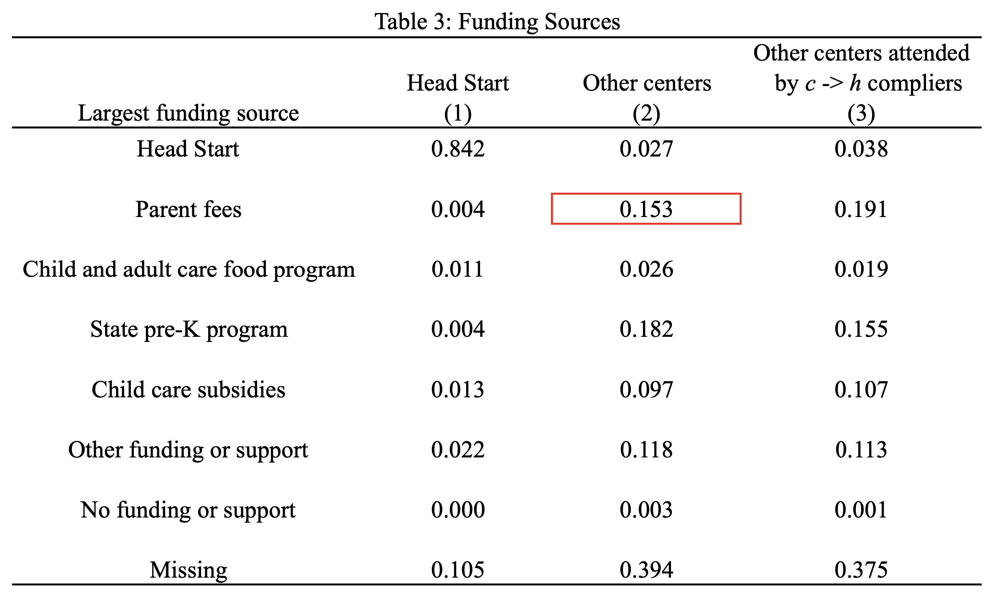 Table 3: Funding Sources
Other centers attended
Head Start Other centers by c -> h compliers
Largest funding source (1) (2) (3)
Head Start 0.842 0.027 0.038
Parent fees 0.004 0.153 0.191
Child and adult care food program 0.011 0.026 0.019
State pre-K program 0.004 0.182 0.155
Child care subsidies 0.013 0.097 0.107
Other funding or support 0.022 0.118 0.113
No funding or support 0.000 0.003 0.001
Missing 0.105 0.394 0.375